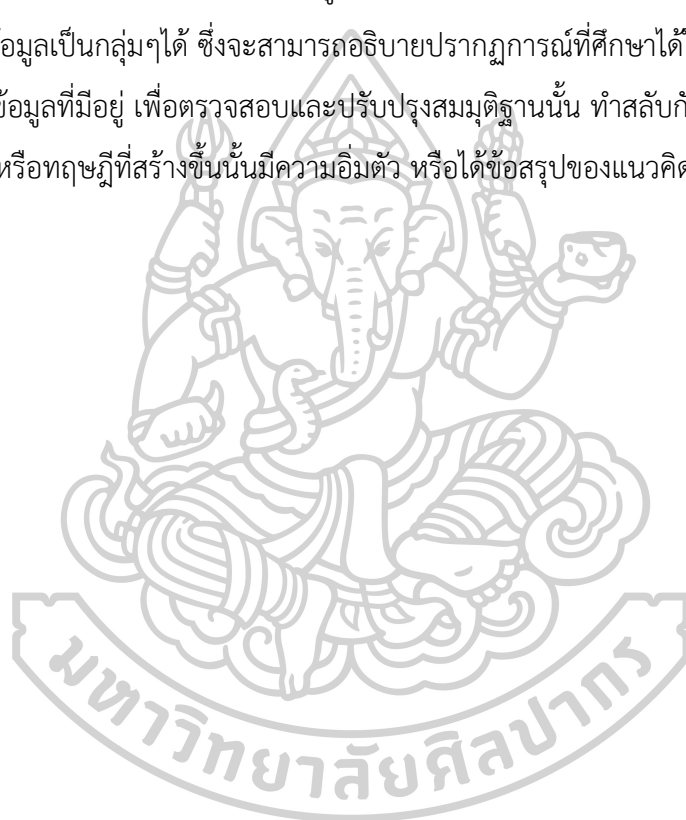 ข้อมูลเป็นกลุ่มๆได้ ซึ่งจะสามารถอธิบายปรากฏการณ์ที่ศึกษาได้
ข้อมูลที่มีอยู่ เพื่อตรวจสอบและปรับปรุงสมมุติฐานนั้น ทำสลับกั
หรือทฤษฎีที่สร้างขึ้นนั้นมีความอิ่มตัว หรือได้ข้อสรุปของแนวคิด
มหาวิทยาลัยศิลปากร